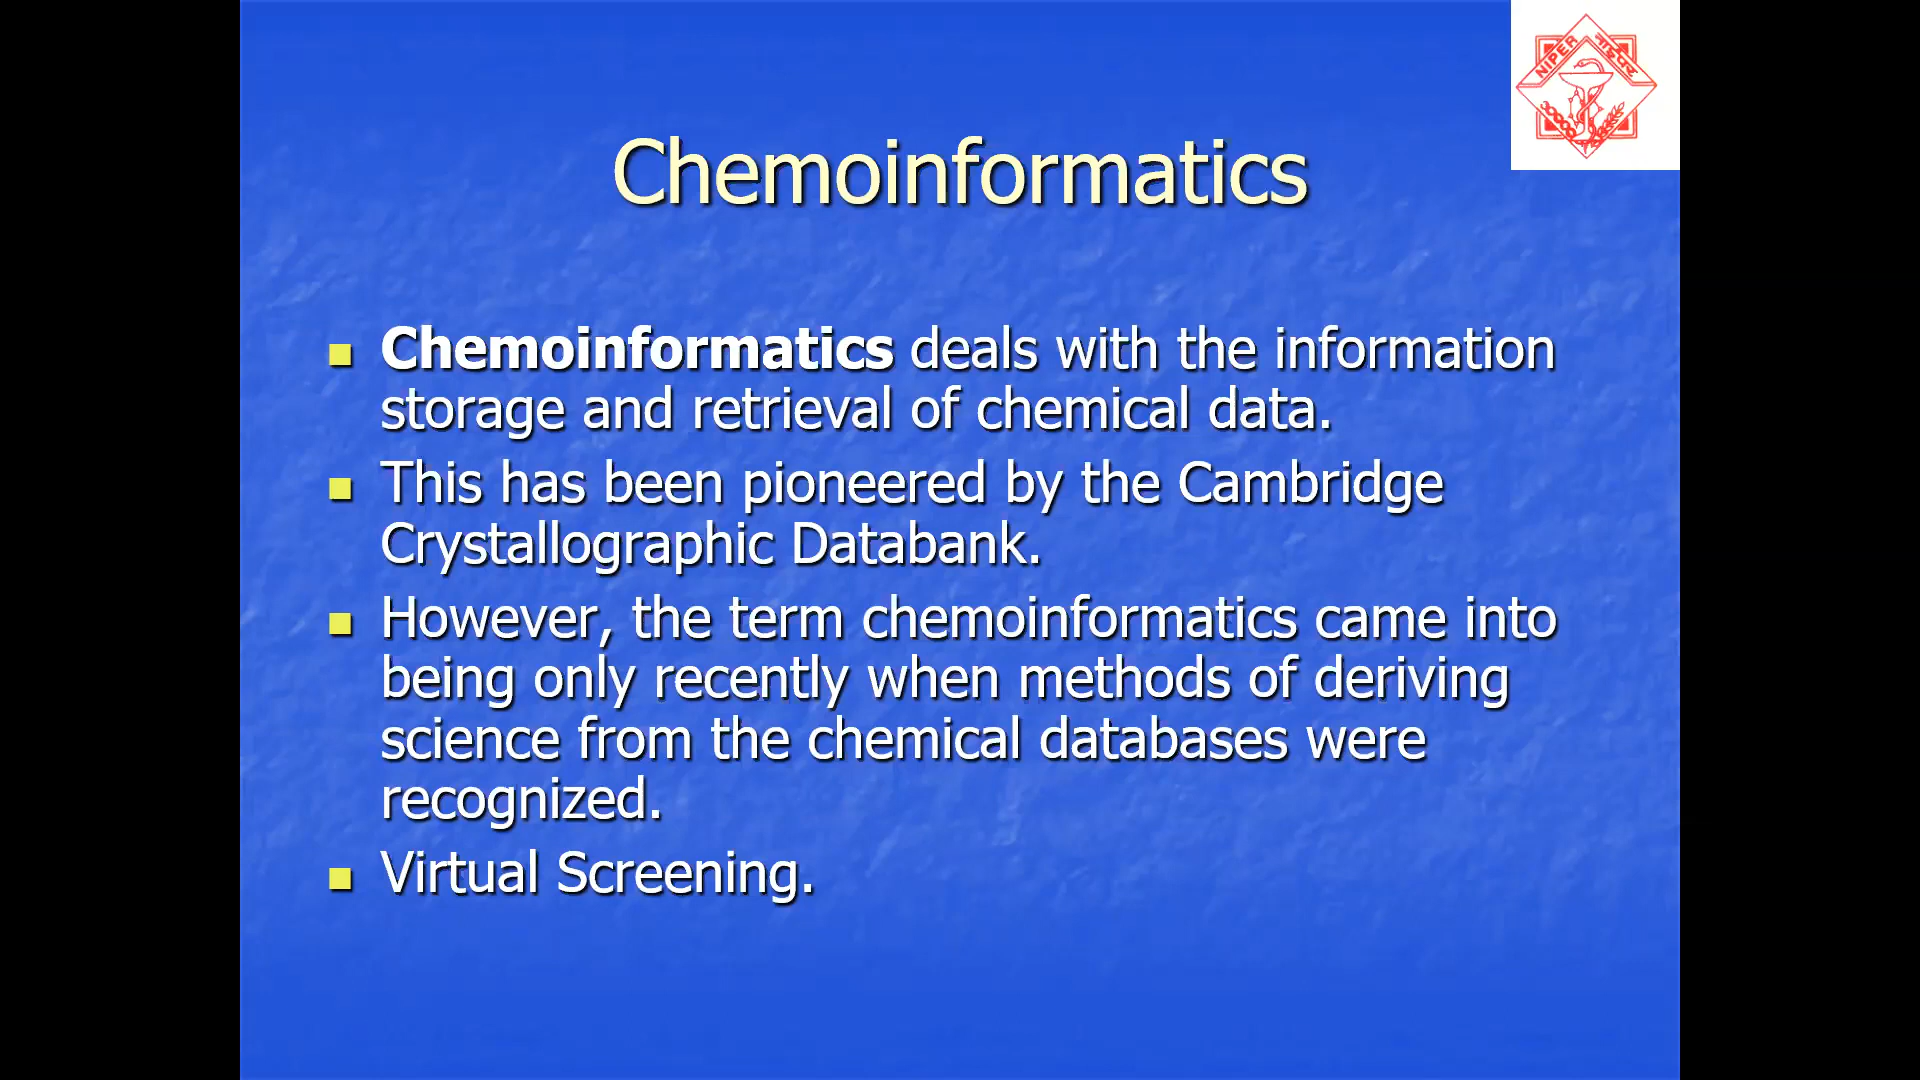 NIPER
नाईपर
Chemoinformatics
Chemoinformatics deals with the information
storage and retrieval of chemical data.
This has been pioneered by the Cambridge
Crystallographic Databank.
However, the term chemoinformatics came into
being only recently when methods of deriving
science from the chemical databases were
recognized.
Virtual Screening.